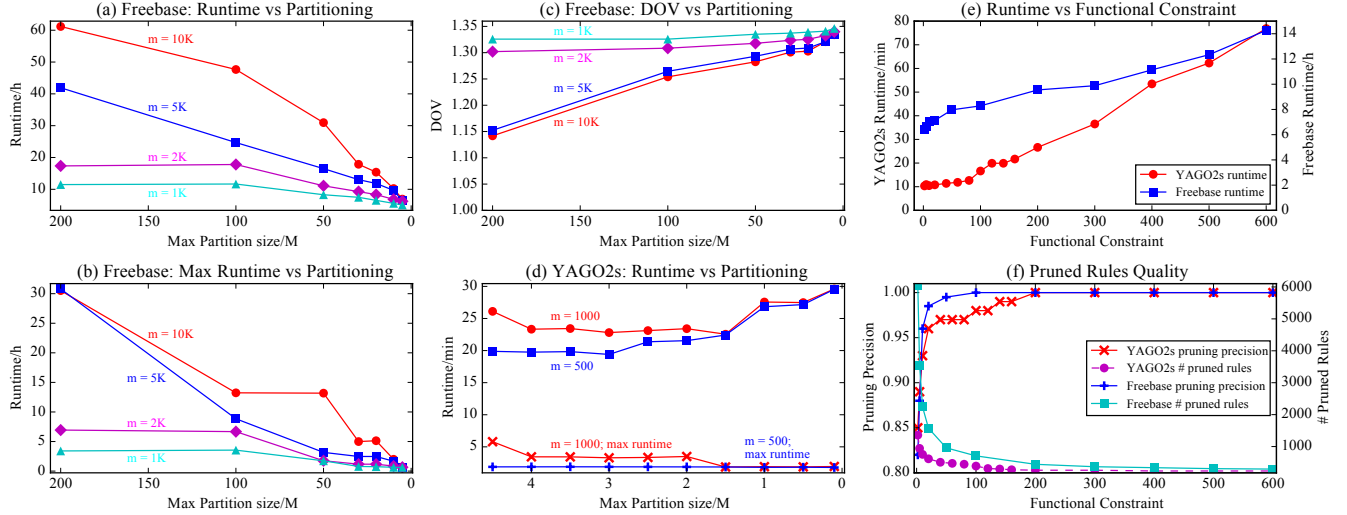 (a) Freebase: Runtime vs Partitioning
60
50
40
30
20
10
Runtime/h
m = 10K
m = 5K
m = 2K
m = 1K
200
150
100
50
0
Max Partition size/M
(c) Freebase: DOV vs Partitioning
1.35
1.30
1.25
1.20
1.15
1.10
1.05
1.00
DOV
m = 1K
m = 2K
m = 5K
m = 10K
200
150
100
50
0
Max Partition size/M
(e) Runtime vs Functional Constraint
80
70
60
50
40
30
20
10
0
YAGO2s Runtime/min
14
12
10
8
6
4
2
0
Freebase Runtime/h
YAGO2s runtime
Freebase runtime
0
100
200
300
400
500
600
Functional Constraint
(b) Freebase: Max Runtime vs Partitioning
30
25
20
15
10
5
0
Runtime/h
m = 10K
m = 5K
m = 2K
m = 1K
200
150
100
50
0
Max Partition size/M
(d) YAGO2s: Runtime vs Partitioning
30
25
20
15
10
5
Runtime/min
m = 1000
m = 500
m = 1000; max runtime
m = 500;
max runtime
4
3
2
1
0
Max Partition size/M
(f) Pruned Rules Quality
1.00
0.95
0.90
0.85
0.80
Pruning Precision
6000
5000
4000
3000
2000
1000
# Pruned Rules
YAGO2s pruning precision
YAGO2s # pruned rules
Freebase pruning precision
Freebase # pruned rules
0
100
200
300
400
500
600
Functional Constraint